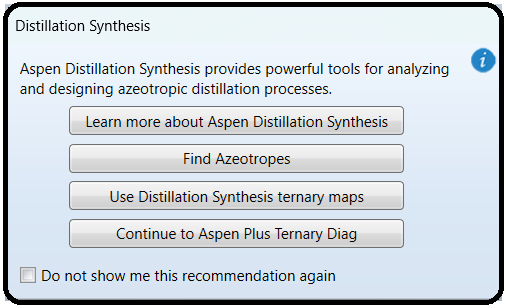 Distillation Synthesis
Aspen Distillation Synthesis provides powerful tools for analyzing
and designing azeotropic distillation processes.
Learn more about Aspen Distillation Synthesis
Find Azeotropes
Use Distillation Synthesis ternary maps
Continue to Aspen Plus Ternary Diag
Do not show me this recommendation again